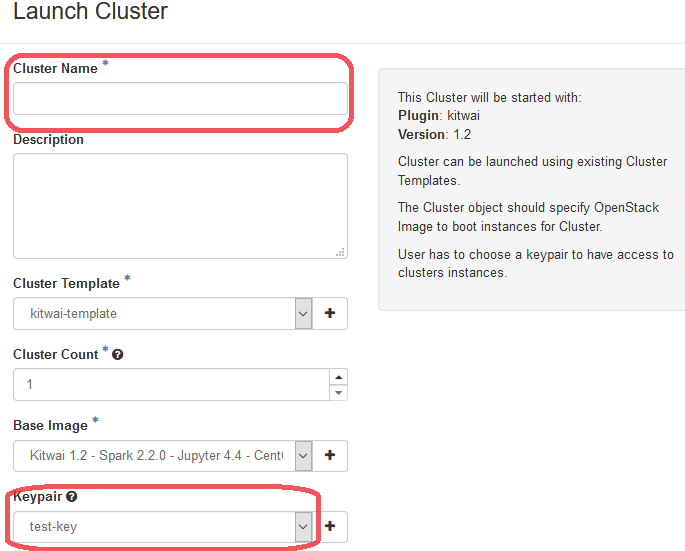 Launch Cluster
Cluster Name *
Description
Cluster Template *
kitwai-template
Cluster Count *
1
Base Image *
Kitwai 1.2 - Spark 2.2.0 - Jupyter 4.4 - Cent
Keypair
test-key
This Cluster will be started with:
Plugin: kitwai
Version: 1.2
Cluster can be launched using existing Cluster
Templates.
The Cluster object should specify OpenStack
Image to boot instances for Cluster.
User has to choose a keypair to have access to
clusters instances.